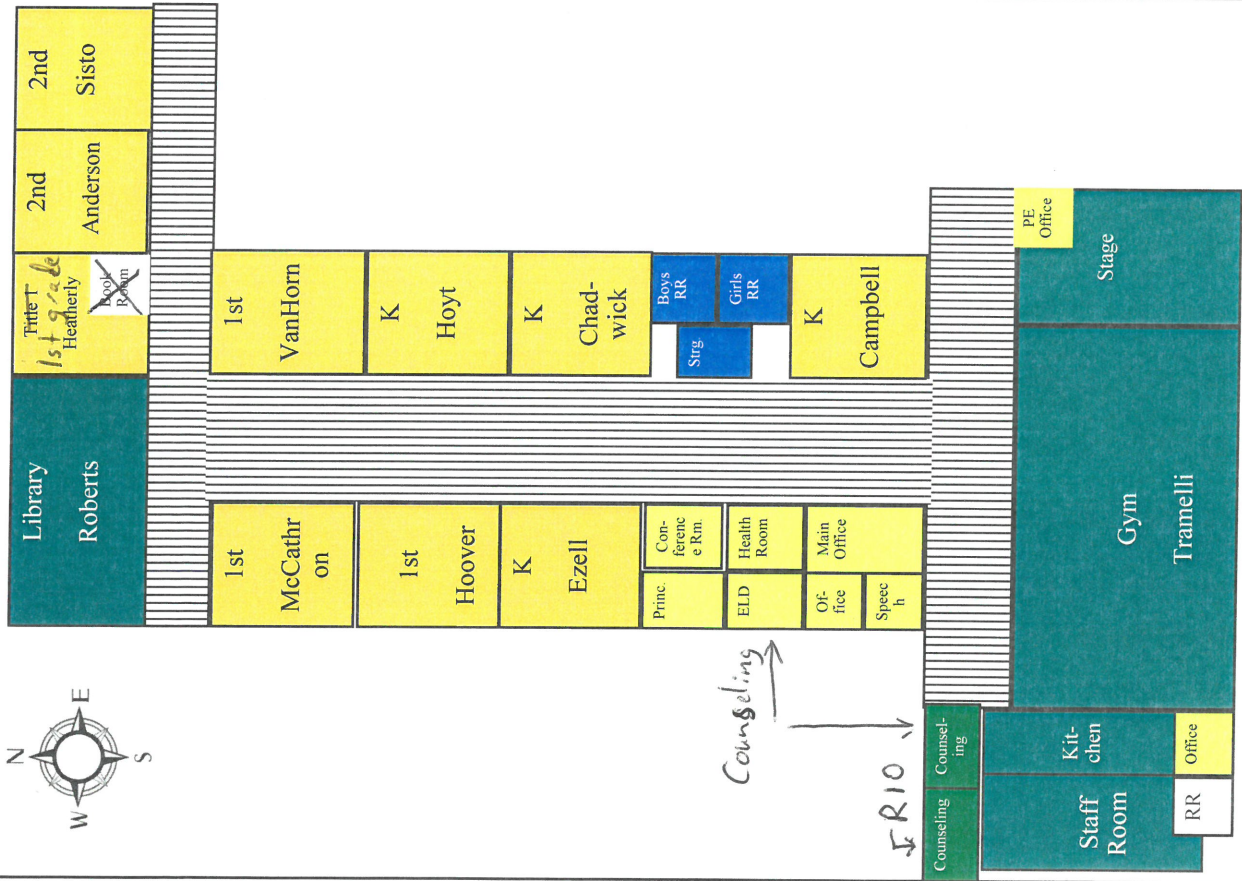 2nd
Sisto
2nd
Anderson
Title I
1st grade
Heatherly
Book
Room
Library
Roberts
1st
VanHorn
K
Hoyt
K
Chad-
wick
Boys
RR
Girls
RR
Strg.
K
Campbell
1st
McCathr
on
1st
Hoover
K
Ezell
Con-
ferenc
e Rm.
Princ.
Health
Room
ELD
Main
Office
Of-
fice
Speec
h
N
W
E
S
Counseling
R10
Counsel-
ing
Counseling
PE
Office
Stage
Gym
Tramelli
Kit-
chen
Office
Staff
Room
RR